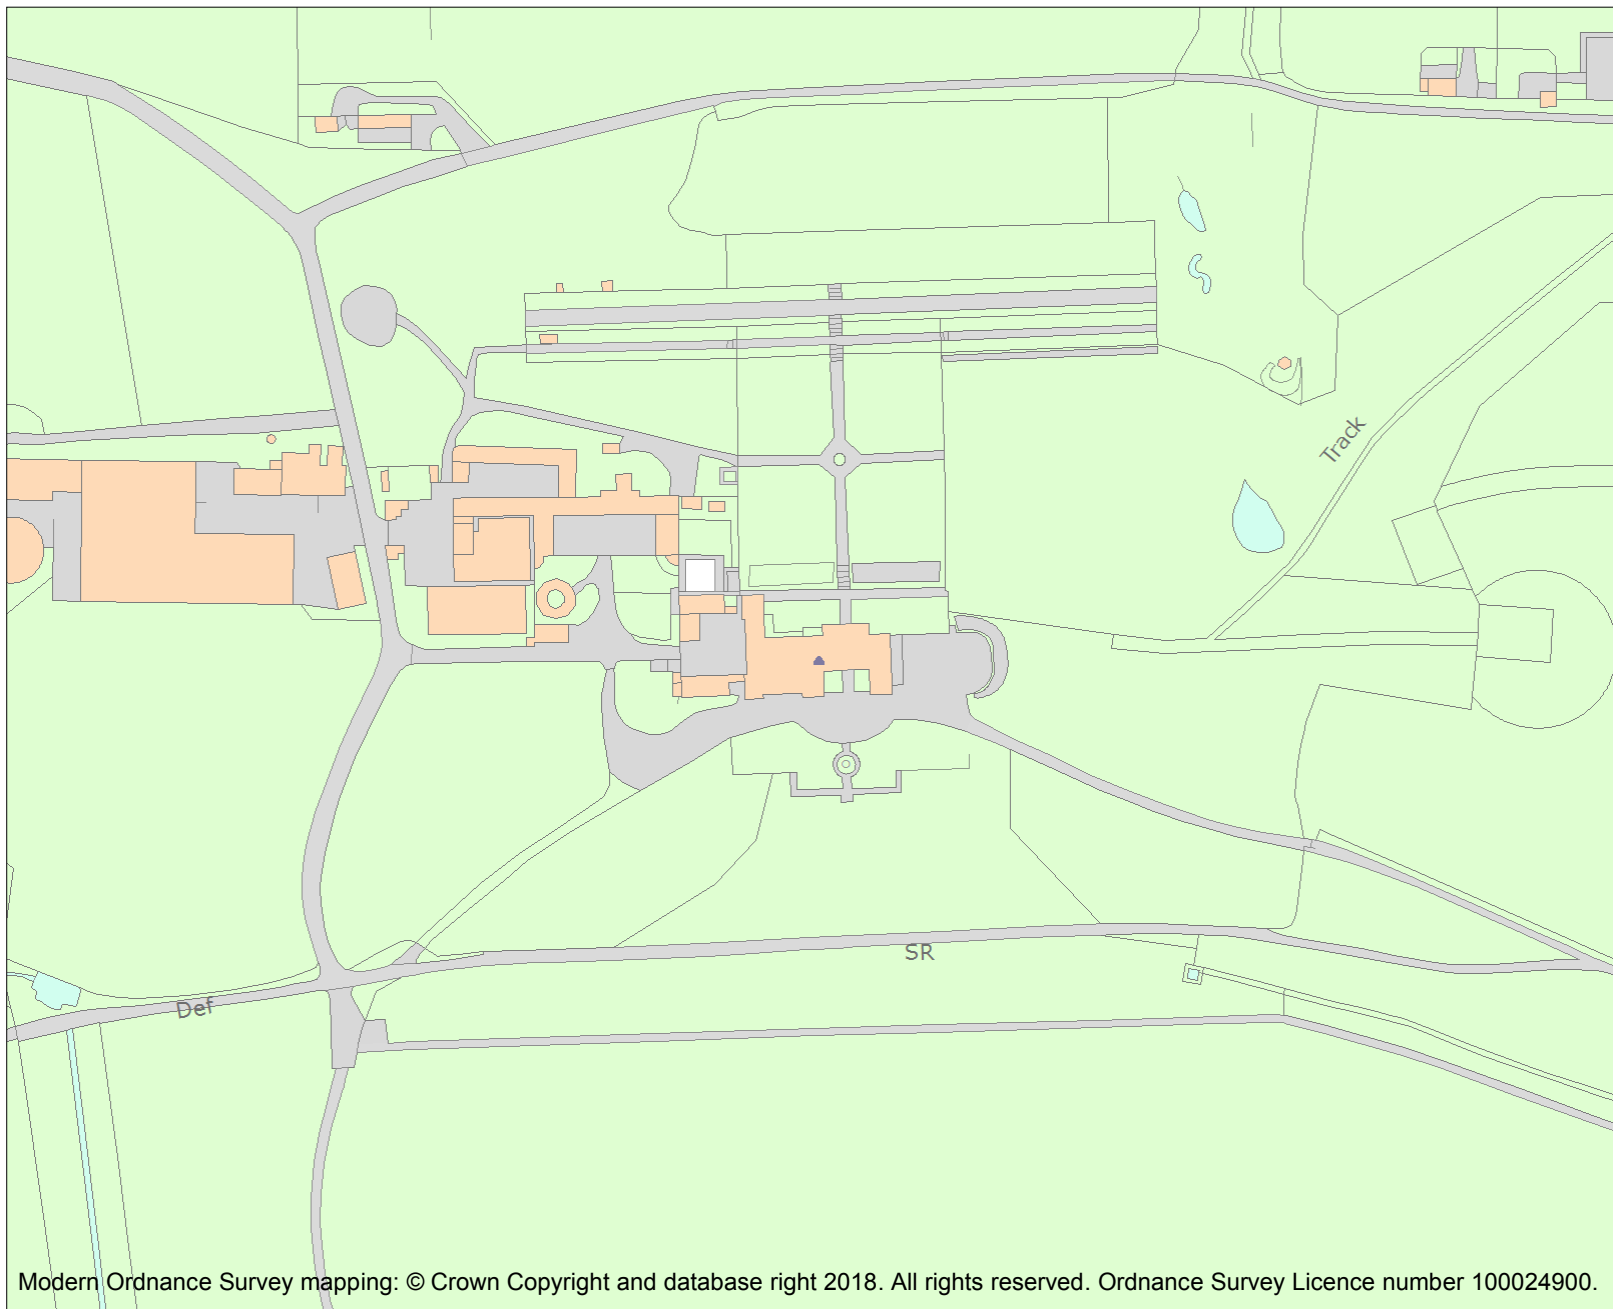 Track
SR
Def
Modern Ordnance Survey mapping: © Crown Copyright and database right 2018. All rights reserved. Ordnance Survey Licence number 100024900.